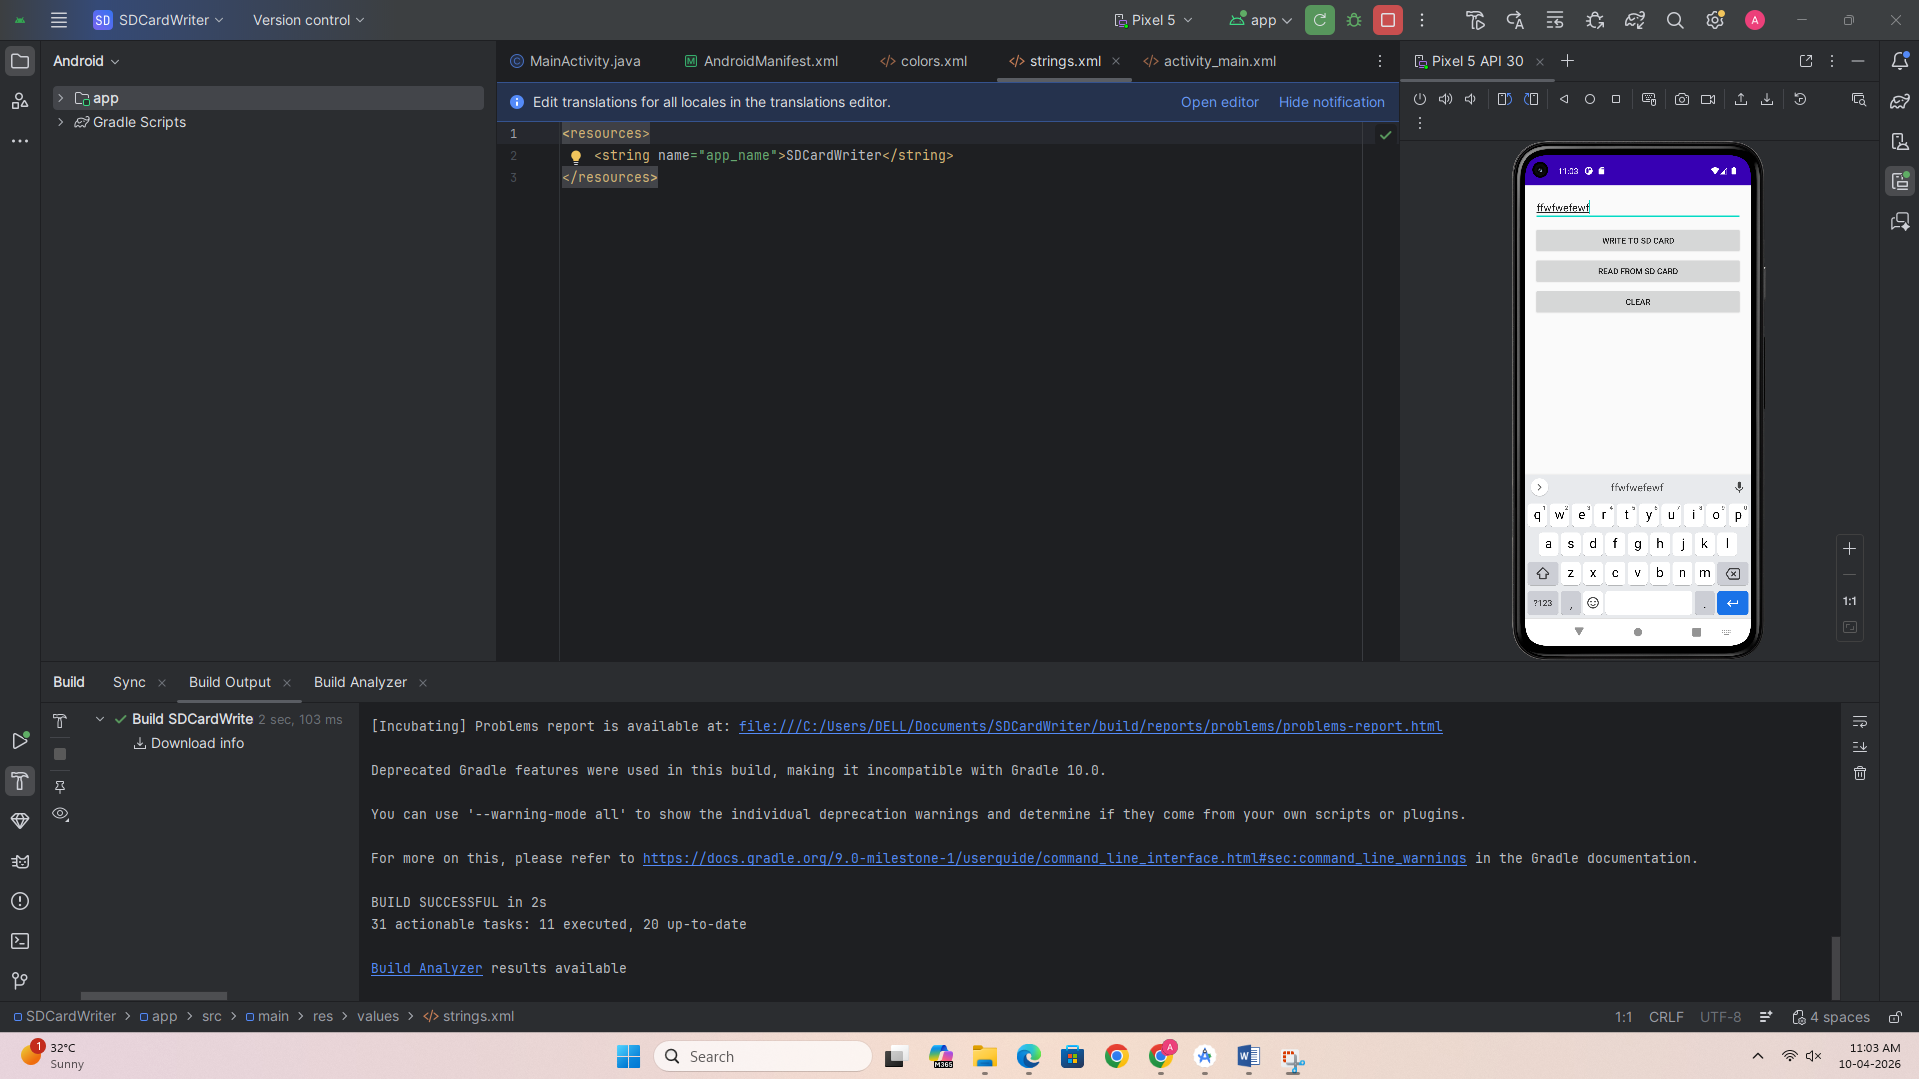 SD SDCardWriter Version control Pixel 5 app A
Android
app
Gradle Scripts
MainActivity.java AndroidManifest.xml colors.xml strings.xml activity_main.xml
Edit translations for all locales in the translations editor. Open editor Hide notification
1 <resources>
2 <string name="app_name">SDCardWriter</string>
3 </resources>
Pixel 5 API 30
11:03
ffwfwefewf
WRITE TO SD CARD
READ FROM SD CARD
CLEAR
ffwfwefewf
q w e r t y u i o p
a s d f g h j k l
z x c v b n m
?123 , .
1:1
Build Sync Build Output Build Analyzer
Build SDCardWrite 2 sec, 103 ms
Download info
[Incubating] Problems report is available at: file:///C:/Users/DELL/Documents/SDCardWriter/build/reports/problems/problems-report.html
Deprecated Gradle features were used in this build, making it incompatible with Gradle 10.0.
You can use '--warning-mode all' to show the individual deprecation warnings and determine if they come from your own scripts or plugins.
For more on this, please refer to https://docs.gradle.org/9.0-milestone-1/userguide/command_line_interface.html#sec:command_line_warnings in the Gradle documentation.
BUILD SUCCESSFUL in 2s
31 actionable tasks: 11 executed, 20 up-to-date
Build Analyzer results available
SDCardWriter > app > src > main > res > values > strings.xml
1:1 CRLF UTF-8 4 spaces
1
32°C
Sunny
Search
M365
A
11:03 AM
10-04-2026